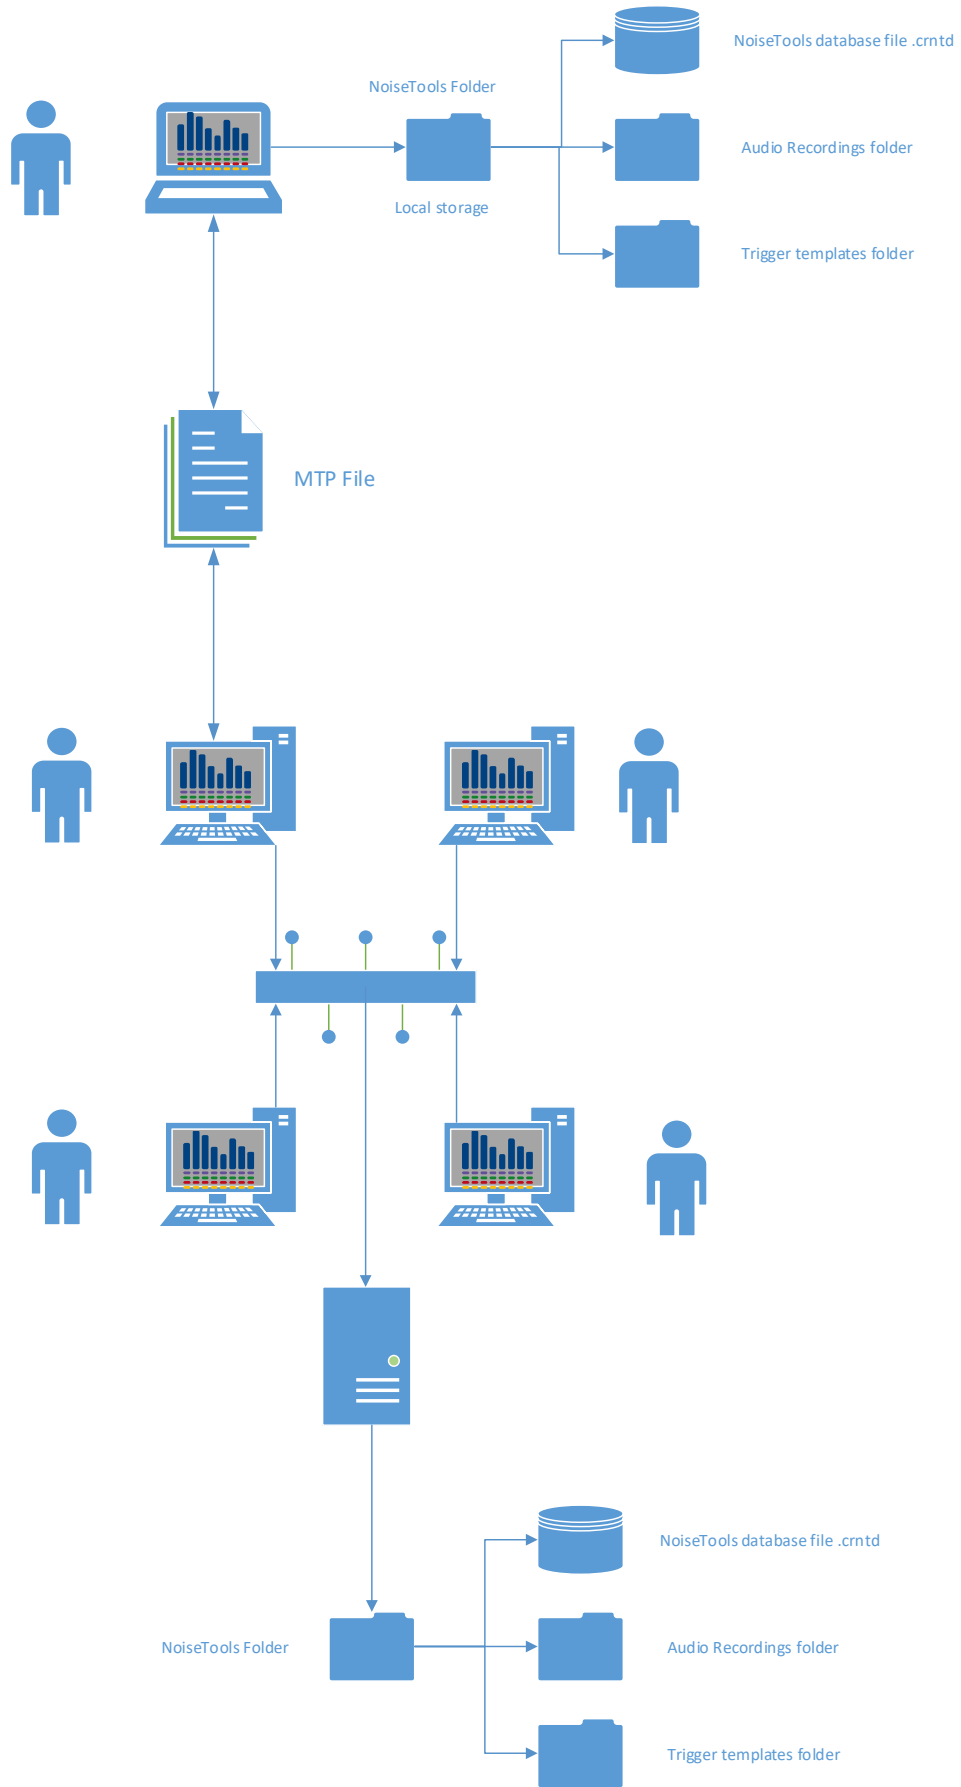 NoiseTools database file .crntd
NoiseTools Folder
Audio Recordings folder
Local storage
Trigger templates folder
MTP File
NoiseTools database file .crntd
NoiseTools Folder
Audio Recordings folder
Trigger templates folder